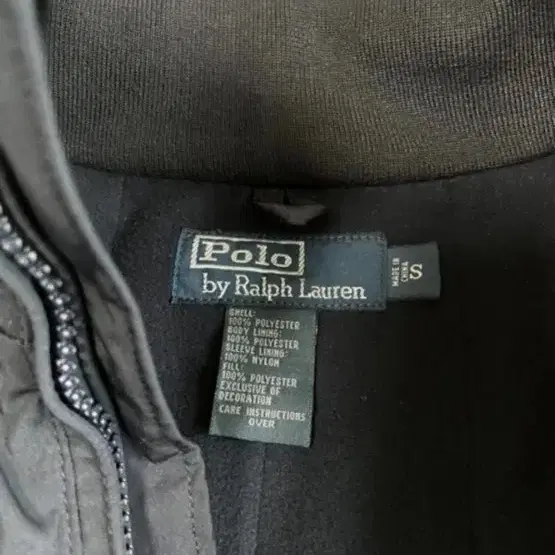 Polo
by Ralph Lauren
MADE IN
CHINA
S
SHELL:
100% POLYESTER
BODY LINING:
100% POLYESTER
SLEEVE LINING:
100% NYLON
FILL:
100% POLYESTER
EXCLUSIVE OF
DECORATION
CARE INSTRUCTIONS
OVER